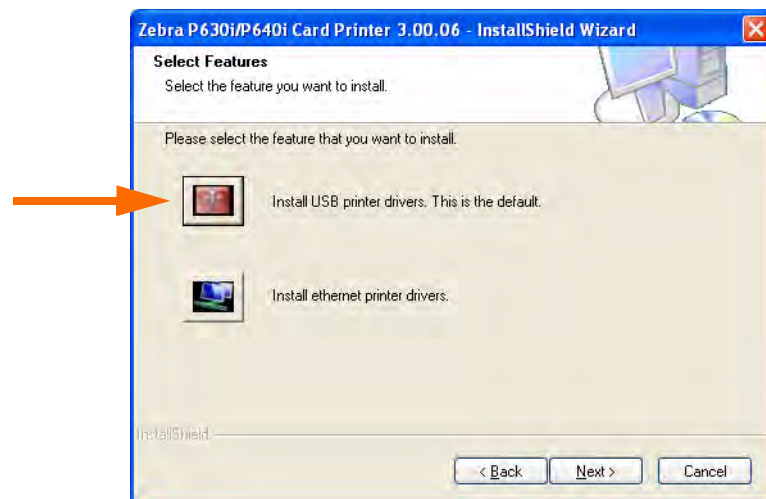 Zebra P630i/P640i Card Printer 3.00.06 - InstallShield Wizard
Select Features
Select the feature you want to install.
Please select the feature that you want to install.
Install USB printer drivers. This is the default.
Install ethernet printer drivers.
InstallShield
< Back Next > Cancel